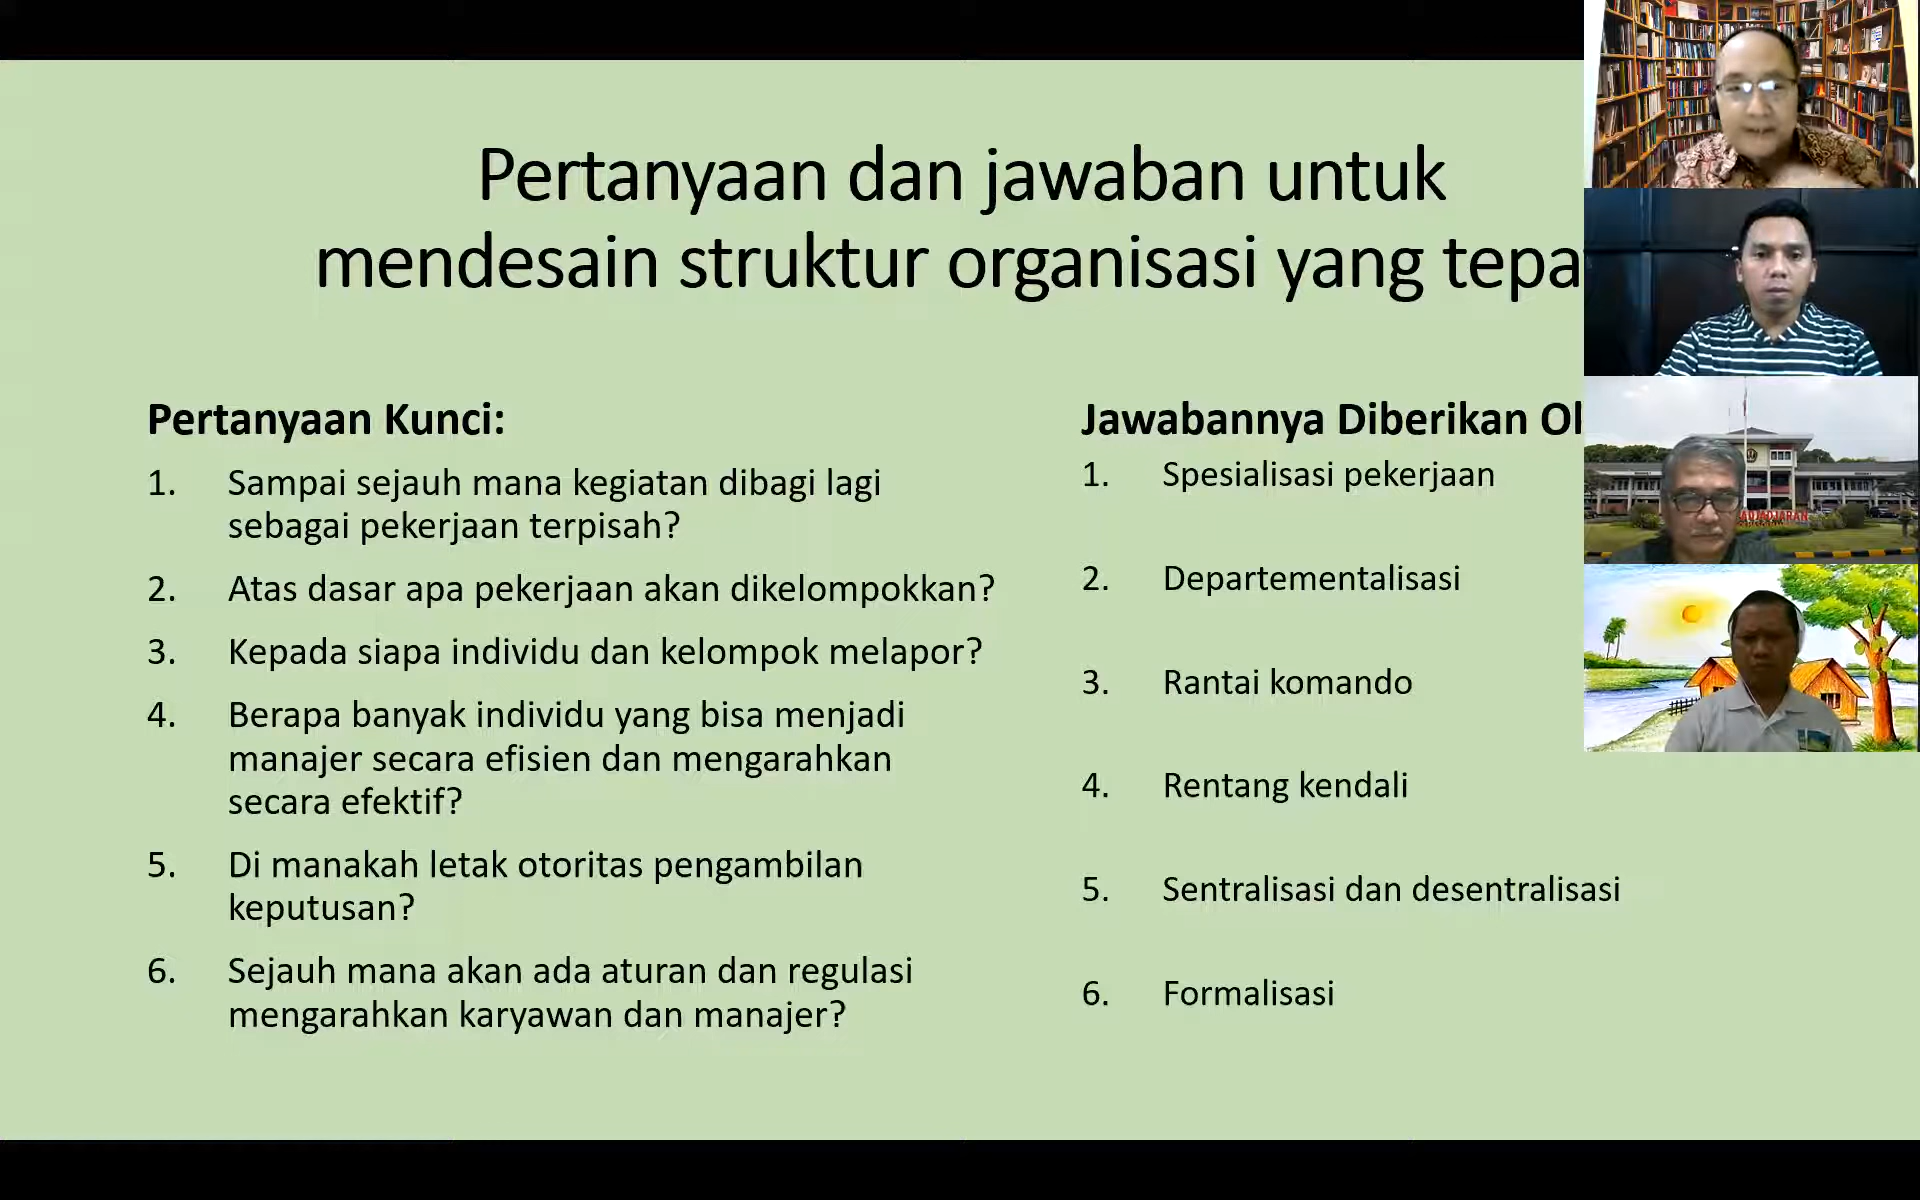 Pertanyaan dan jawaban untuk
mendesain struktur organisasi yang tepa
Pertanyaan Kunci:
1. Sampai sejauh mana kegiatan dibagi lagi
sebagai pekerjaan terpisah?
2. Atas dasar apa pekerjaan akan dikelompokkan?
3. Kepada siapa individu dan kelompok melapor?
4. Berapa banyak individu yang bisa menjadi
manajer secara efisien dan mengarahkan
secara efektif?
5. Di manakah letak otoritas pengambilan
keputusan?
6. Sejauh mana akan ada aturan dan regulasi
mengarahkan karyawan dan manajer?
Jawabannya Diberikan Ol
1. Spesialisasi pekerjaan
2. Departementalisasi
3. Rantai komando
4. Rentang kendali
5. Sentralisasi dan desentralisasi
6. Formalisasi